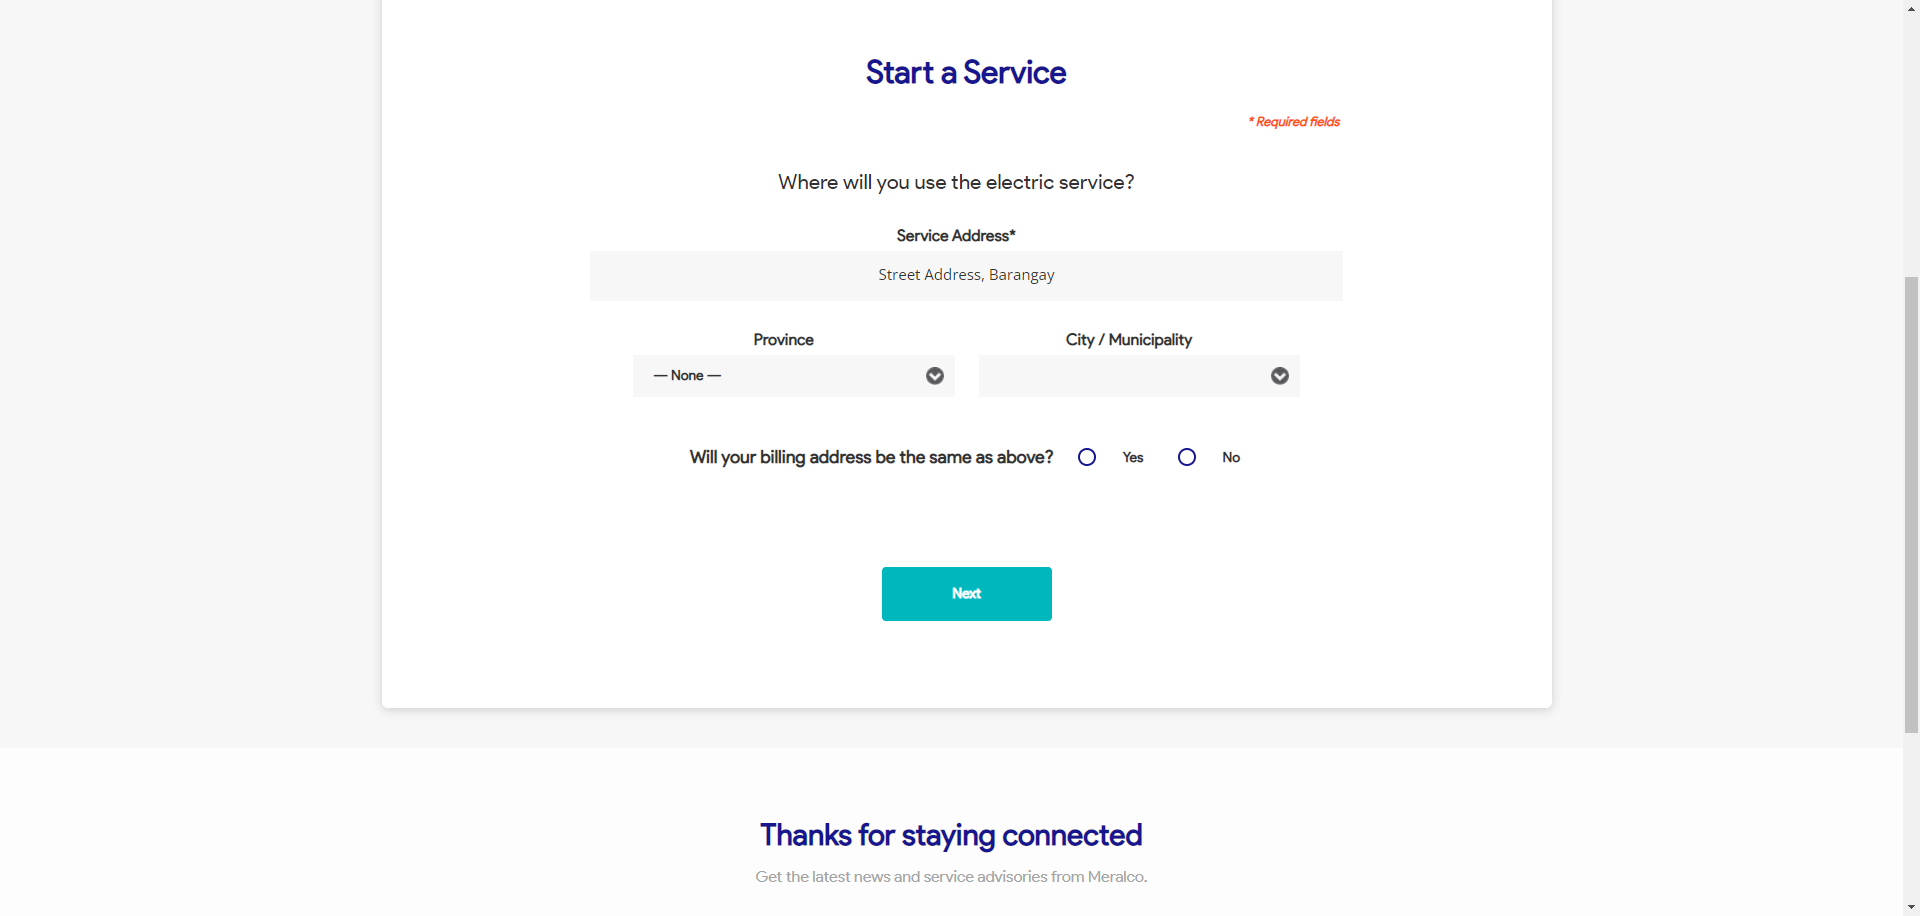 Start a Service
* Required fields
Where will you use the electric service?
Service Address*
Street Address, Barangay
Province
City / Municipality
— None —
Will your billing address be the same as above?
Yes
No
Next
Thanks for staying connected
Get the latest news and service advisories from Meralco.